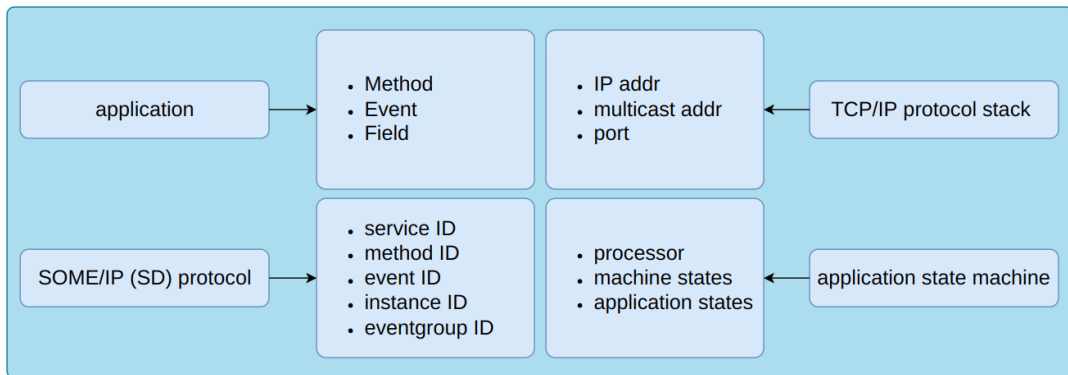 application
• Method
• Event
• Field
• IP addr
• multicast addr
• port
TCP/IP protocol stack
SOME/IP (SD) protocol
• service ID
• method ID
• event ID
• instance ID
• eventgroup ID
• processor
• machine states
• application states
application state machine